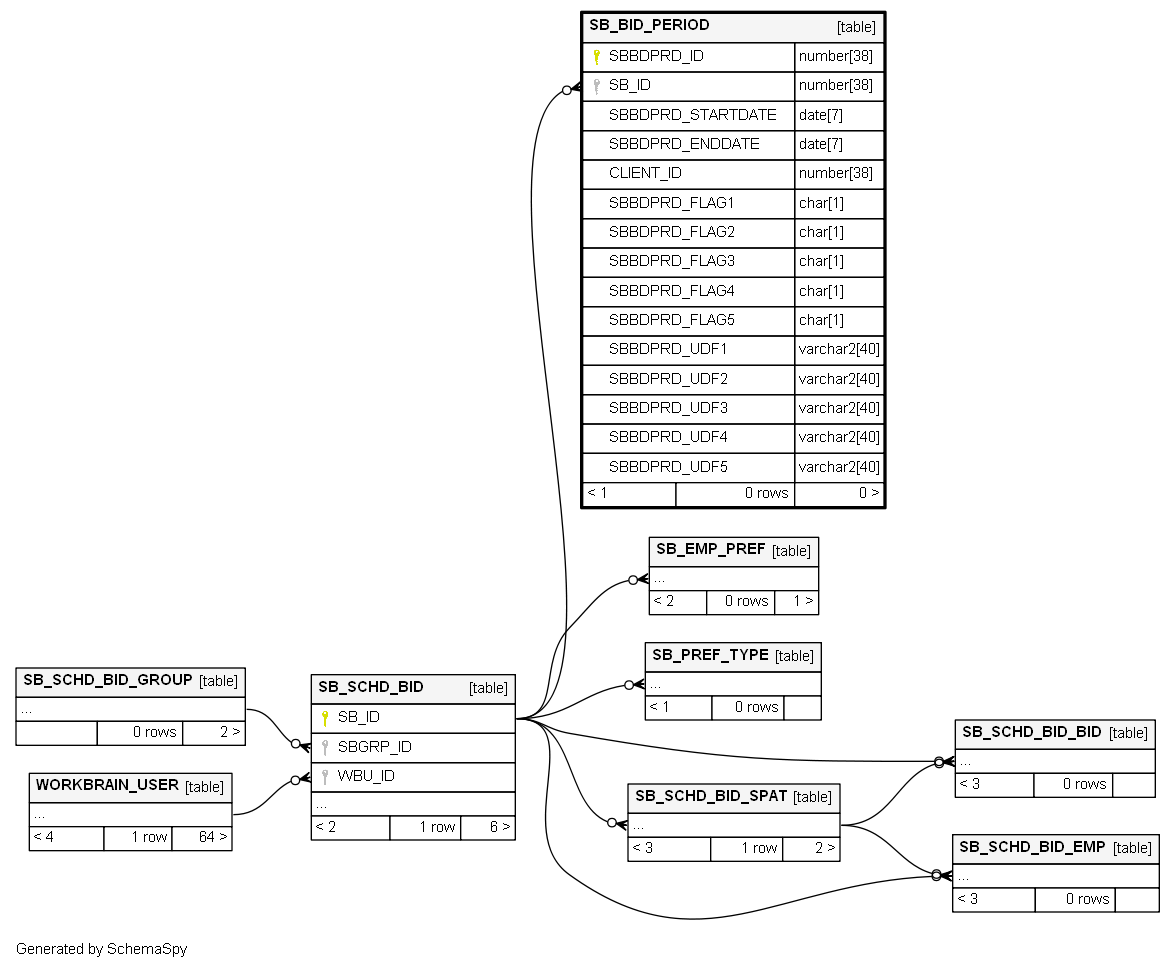 SB_BID_PERIOD [table]
SBBDPRD_ID number[38]
SB_ID number[38]
SBBDPRD_STARTDATE date[7]
SBBDPRD_ENDDATE date[7]
CLIENT_ID number[38]
SBBDPRD_FLAG1 char[1]
SBBDPRD_FLAG2 char[1]
SBBDPRD_FLAG3 char[1]
SBBDPRD_FLAG4 char[1]
SBBDPRD_FLAG5 char[1]
SBBDPRD_UDF1 varchar2[40]
SBBDPRD_UDF2 varchar2[40]
SBBDPRD_UDF3 varchar2[40]
SBBDPRD_UDF4 varchar2[40]
SBBDPRD_UDF5 varchar2[40]
< 1 0 rows 0 >
SB_EMP_PREF [table]
...
< 2 0 rows 1 >
SB_PREF_TYPE [table]
...
< 1 0 rows
SB_SCHD_BID_GROUP [table]
...
0 rows 2 >
SB_SCHD_BID [table]
SB_ID
SBGRP_ID
WBU_ID
...
< 2 1 row 6 >
WORKBRAIN_USER [table]
...
< 4 1 row 64 >
SB_SCHD_BID_BID [table]
...
< 3 0 rows
SB_SCHD_BID_SPAT [table]
...
< 3 1 row 2 >
SB_SCHD_BID_EMP [table]
...
< 3 0 rows
Generated by SchemaSpy